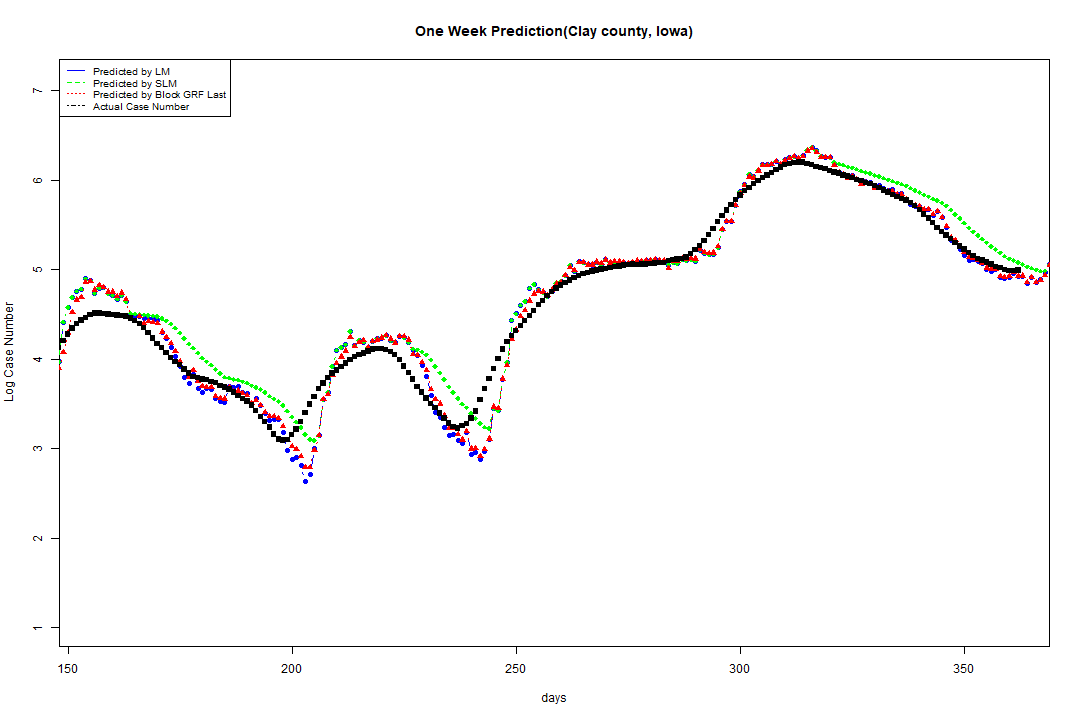 One Week Prediction(Clay county, Iowa)
Predicted by LM
Predicted by SLM
Predicted by Block GRF Last
Actual Case Number
7
6
5
4
3
2
1
Log Case Number
150 200 250 300 350
days